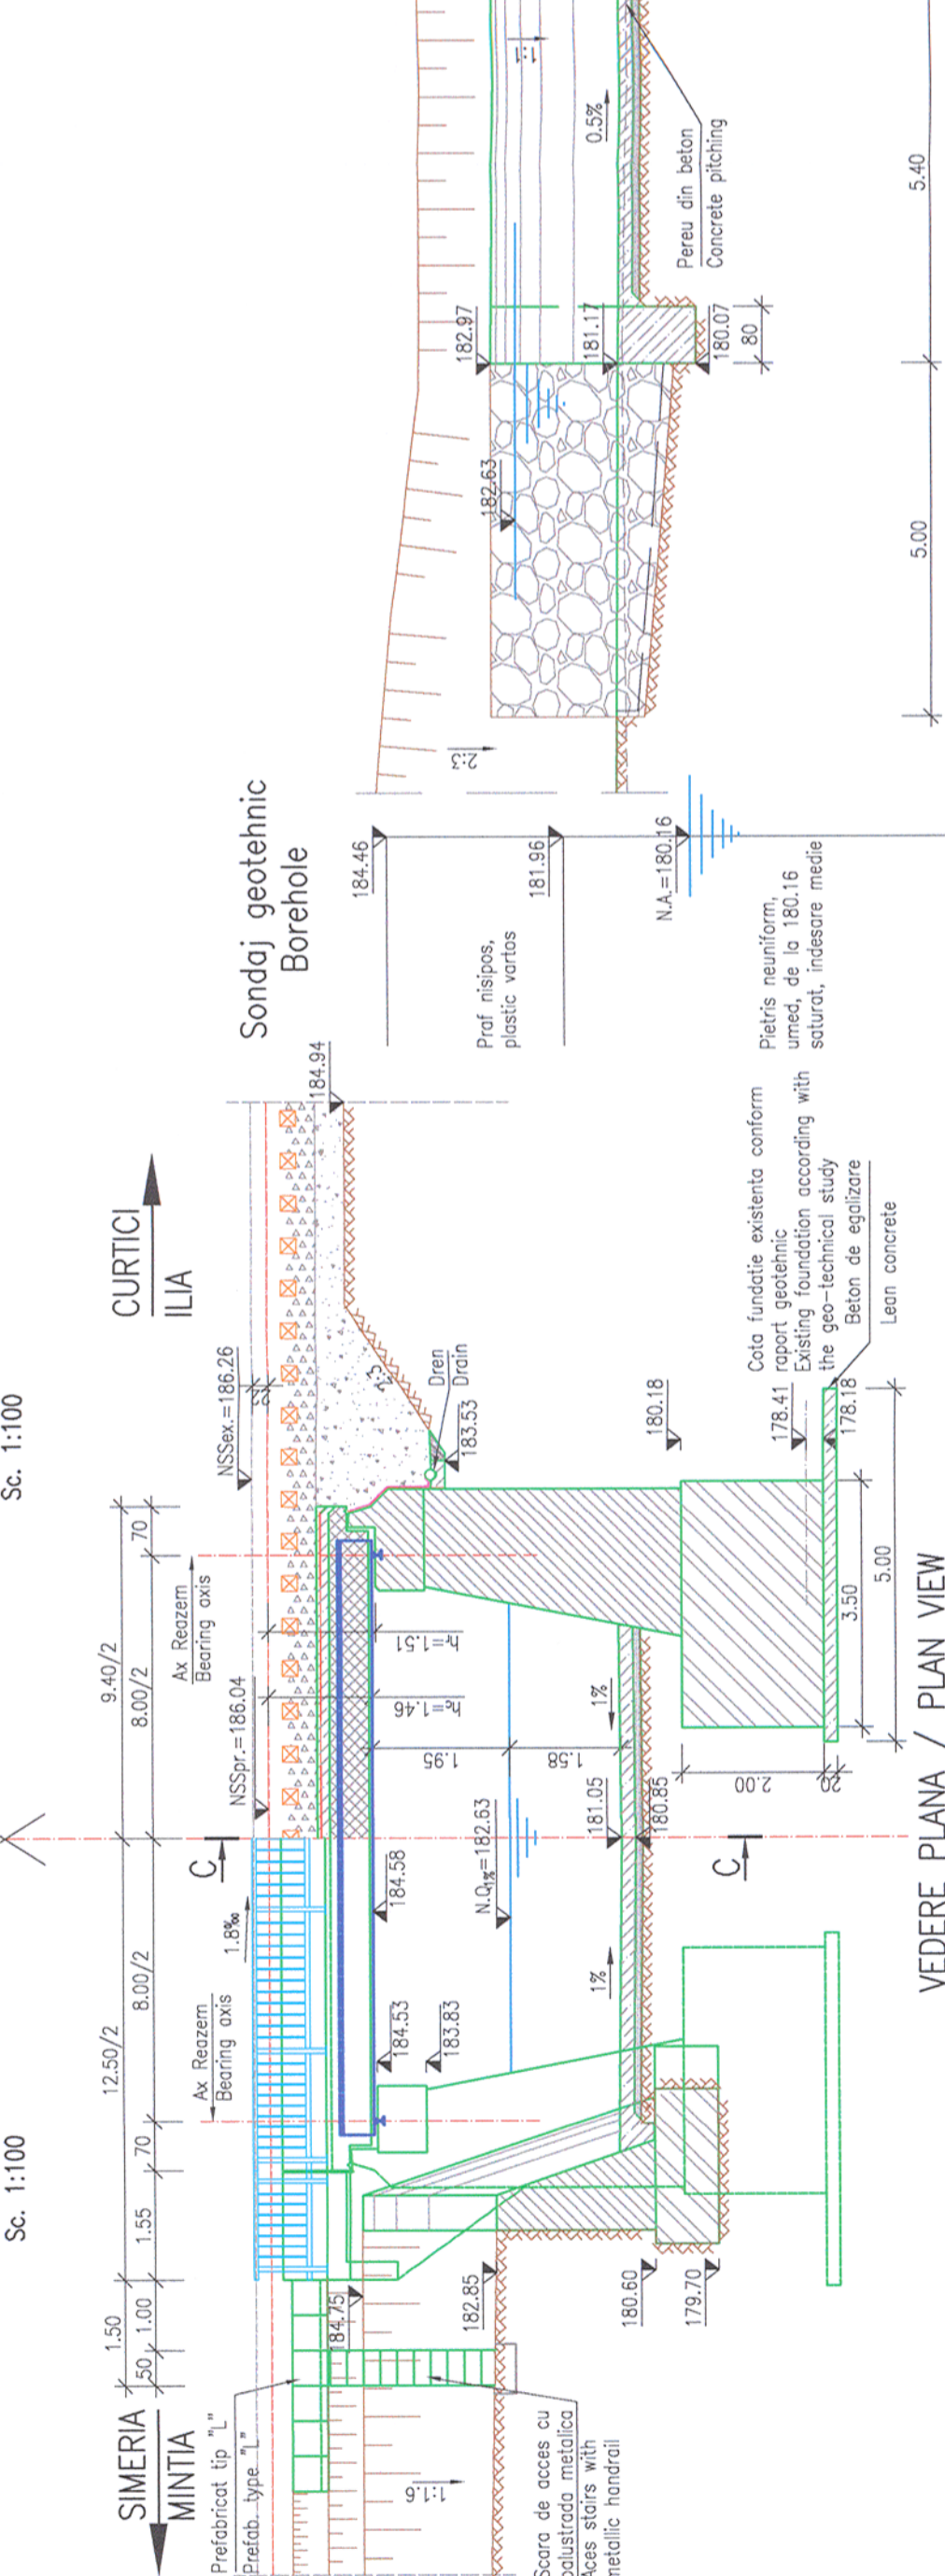 Sc. 1:100
Sc. 1:100
SIMERIA
MINTIA
CURTICI
ILIA
1.50
12.50/2
9.40/2
50
1.00
1.55
70
8.00/2
8.00/2
70
Ax Reazem
Bearing axis
Ax Reazem
Bearing axis
1.8‰
NSSpr.=186.04
NSSex.=186.26
C
Prefabricat tip "L"
Prefab. type "L"
184.75
182.85
184.53
183.83
184.58
N.Q1%=182.63
1.95
1.58
184.94
Dren
Drain
183.53
1:1.6
Scara de acces cu
balustrada metalica
Aces stairs with
metallic handrail
180.60
179.70
1%
1%
181.05
180.85
C
180.18
178.41
178.18
2.00
20
3.50
5.00
Cota fundatie existenta conform
raport geotehnic
Existing foundation according with
the geo-technical study
Beton de egalizare
Lean concrete
VEDERE PLANA / PLAN VIEW
Sondaj geotehnic
Borehole
184.46
Praf nisipos,
plastic vartos
181.96
N.A.=180.16
Pietris neuniform,
umed, de la 180.16
saturat, indesare medie
2:3
182.63
182.97
181.17
180.07
80
1:1
0.5%
Pereu din beton
Concrete pitching
5.00
5.40